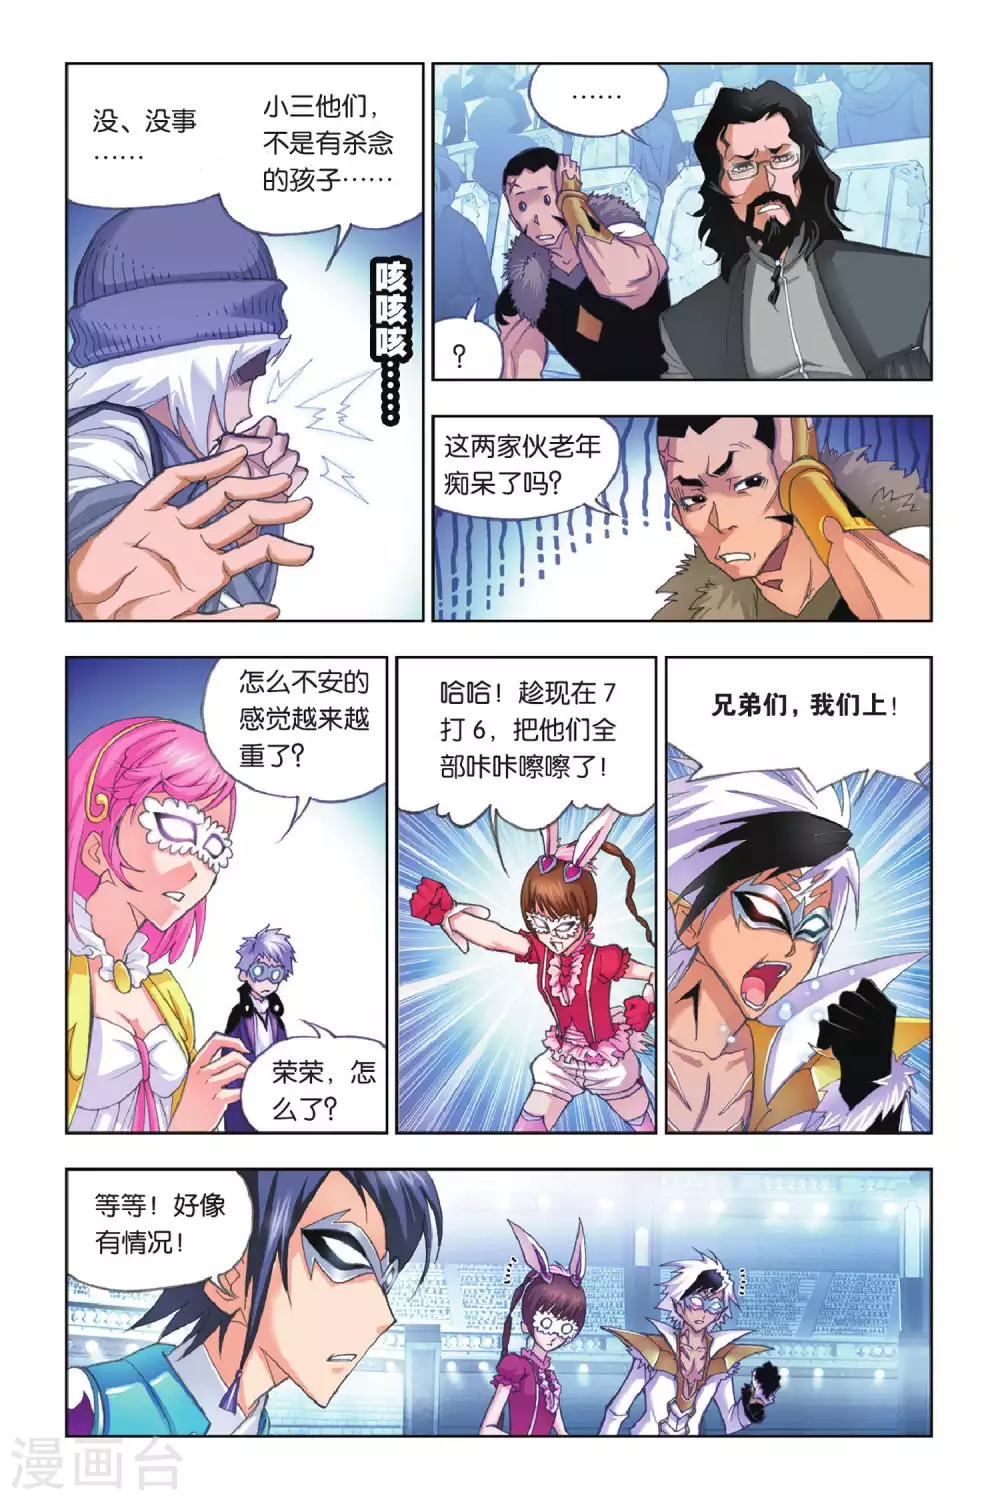 没、没事
……
小三他们，
不是有杀念
的孩子……
咳咳咳……
……
？
这两家伙老年
痴呆了吗？
怎么不安的
感觉越来越
重了？
荣荣，怎
么了？
哈哈！趁现在7
打6，把他们全
部咔咔嚓嚓了！
兄弟们，我们上！
等等！好像
有情况！
漫画台